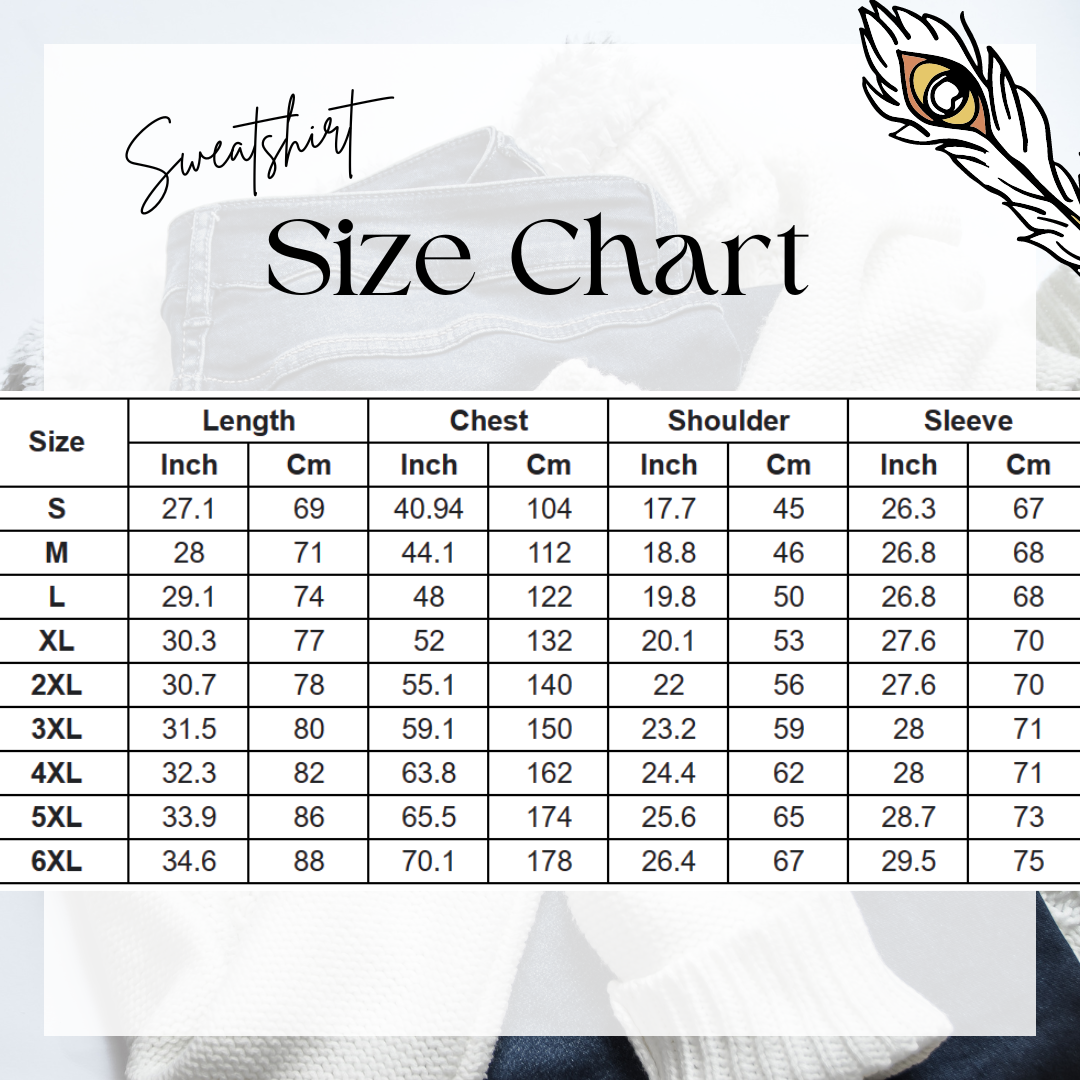 Sweatshirt
Size Chart
Size Length Chest Shoulder Sleeve
Inch Cm Inch Cm Inch Cm Inch Cm
S 27.1 69 40.94 104 17.7 45 26.3 67
M 28 71 44.1 112 18.8 46 26.8 68
L 29.1 74 48 122 19.8 50 26.8 68
XL 30.3 77 52 132 20.1 53 27.6 70
2XL 30.7 78 55.1 140 22 56 27.6 70
3XL 31.5 80 59.1 150 23.2 59 28 71
4XL 32.3 82 63.8 162 24.4 62 28 71
5XL 33.9 86 65.5 174 25.6 65 28.7 73
6XL 34.6 88 70.1 178 26.4 67 29.5 75